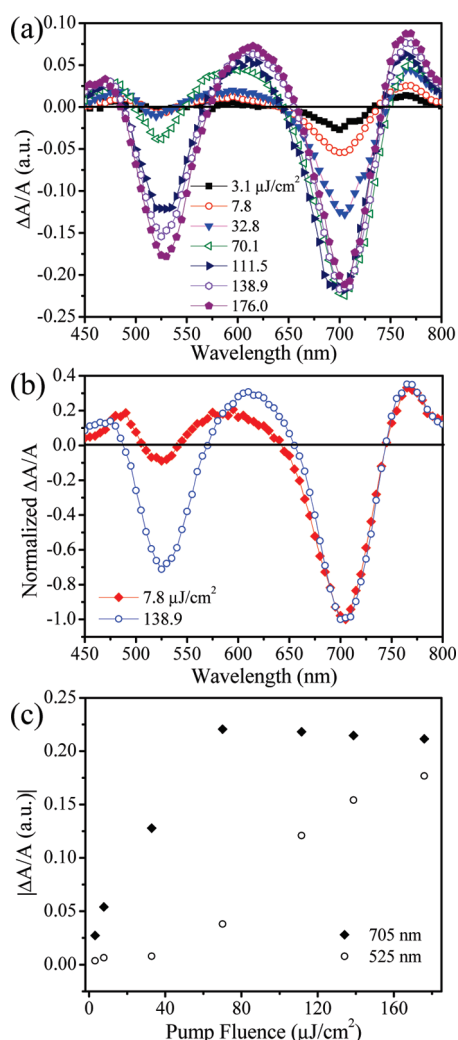 (a)
0.10
0.05
0.00
-0.05
-0.10
-0.15
-0.20
-0.25
ΔA/A (a.u.)
3.1 μJ/cm²
7.8
32.8
70.1
111.5
138.9
176.0
450 500 550 600 650 700 750 800
Wavelength (nm)
(b)
0.4
0.2
0.0
-0.2
-0.4
-0.6
-0.8
-1.0
Normalized ΔA/A
7.8 μJ/cm²
138.9
450 500 550 600 650 700 750 800
Wavelength (nm)
(c)
0.25
0.20
0.15
0.10
0.05
0.00
|ΔA/A (a.u.)|
705 nm
525 nm
0 40 80 120 160
Pump Fluence (μJ/cm²)